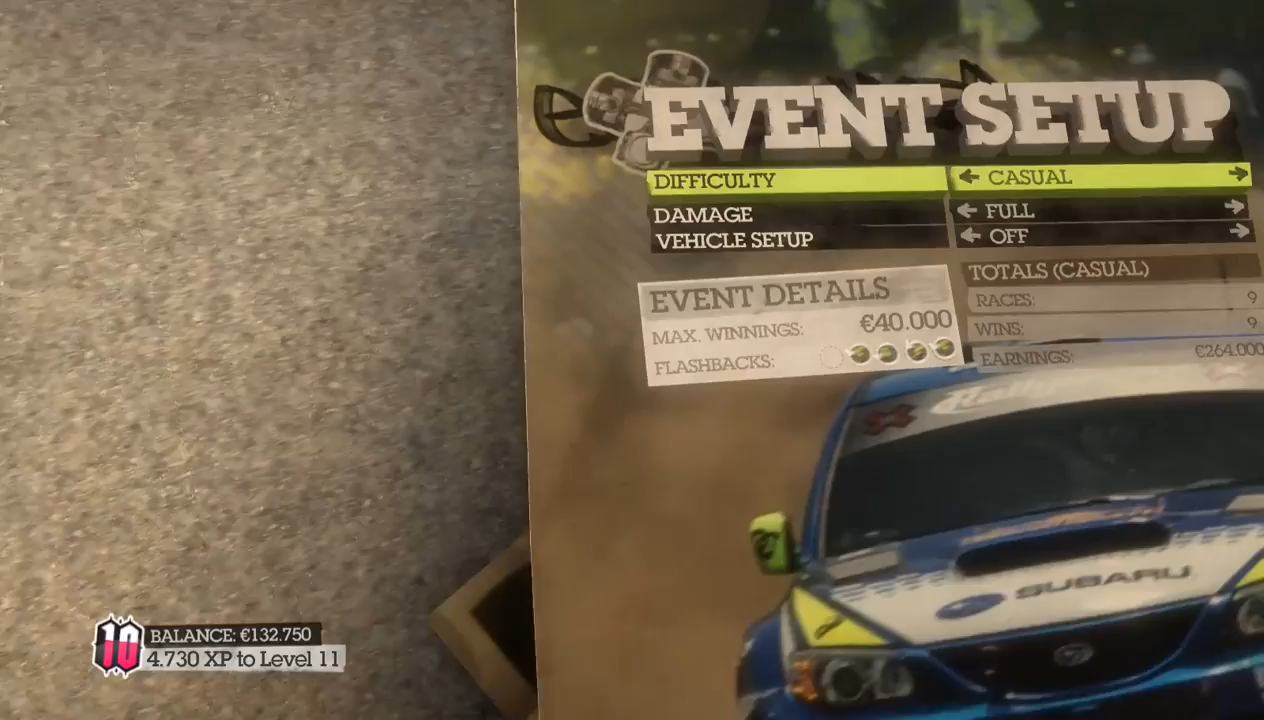 EVENT SETUP
DIFFICULTY CASUAL
DAMAGE FULL
VEHICLE SETUP OFF
EVENT DETAILS
MAX. WINNINGS: €40.000
FLASHBACKS:
TOTALS (CASUAL)
RACES: 9
WINS: 9
EARNINGS: €264.000
SUBARU
10
BALANCE: €132.750
4.730 XP to Level 11